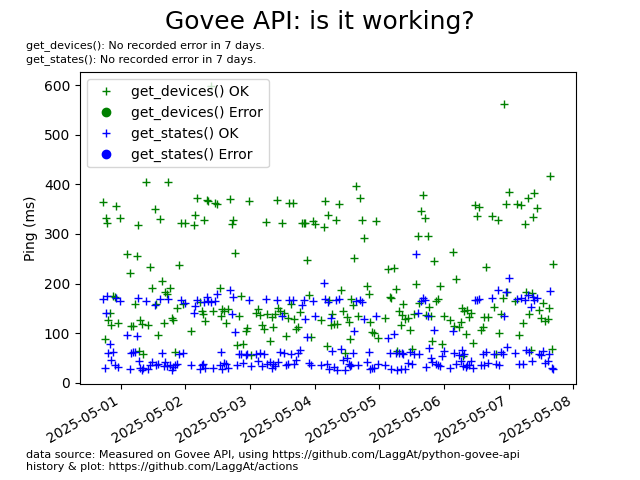 Govee API: is it working?
get_devices(): No recorded error in 7 days.
get_states(): No recorded error in 7 days.
get_devices() OK
get_devices() Error
get_states() OK
get_states() Error
Ping (ms)
600
500
400
300
200
100
0
2025-05-01
2025-05-02
2025-05-03
2025-05-04
2025-05-05
2025-05-06
2025-05-07
2025-05-08
data source: Measured on Govee API, using https://github.com/LaggAt/python-govee-api
history & plot: https://github.com/LaggAt/actions